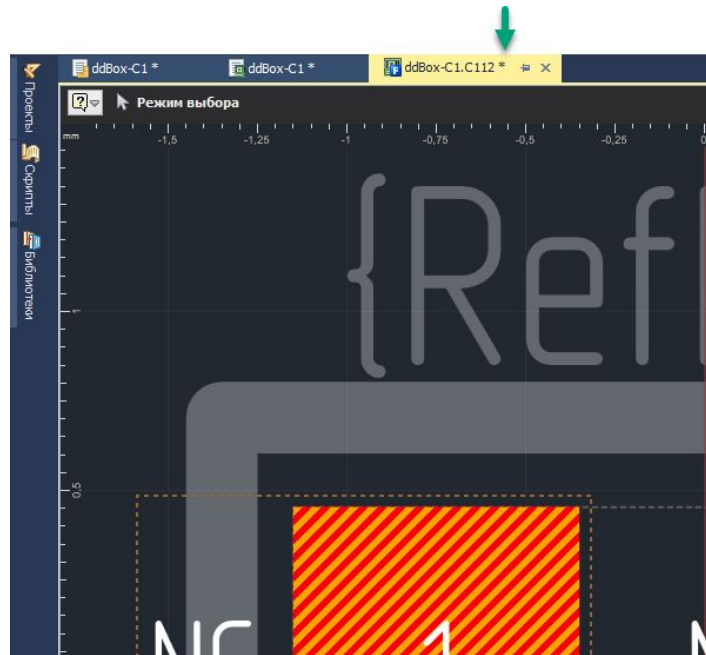 ddBox-C1 *
ddBox-C1 *
ddBox-C1.C112 *
Проекты
Скрипты
Библиотеки
Режим выбора
mm
-1,5
-1,25
-1
-0,75
-0,5
-0,25
0
1
0,5
{Ref
1